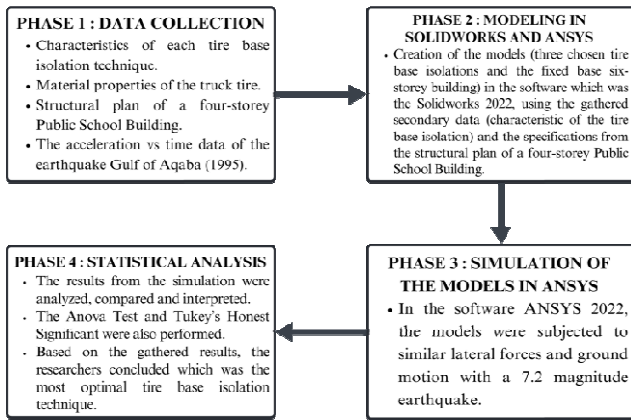 PHASE 1 : DATA COLLECTION
• Characteristics of each tire base
isolation technique.
• Material properties of the truck tire.
• Structural plan of a four-storey
Public School Building.
• The acceleration vs time data of the
earthquake Gulf of Aqaba (1995).
PHASE 2 : MODELING IN
SOLIDWORKS AND ANSYS
• Creation of the models (three chosen tire
base isolations and the fixed base six-
storey building) in the software which was
the Solidworks 2022, using the gathered
secondary data (characteristic of the tire
base isolation) and the specifications from
the structural plan of a four-storey Public
School Building.
PHASE 3 : SIMULATION OF
THE MODELS IN ANSYS
• In the software ANSYS 2022,
the models were subjected to
similar lateral forces and ground
motion with a 7.2 magnitude
earthquake.
PHASE 4 : STATISTICAL ANALYSIS
• The results from the simulation were
analyzed, compared and interpreted.
• The Anova Test and Tukey's Honest
Significant were also performed.
• Based on the gathered results, the
researchers concluded which was the
most optimal tire base isolation
technique.